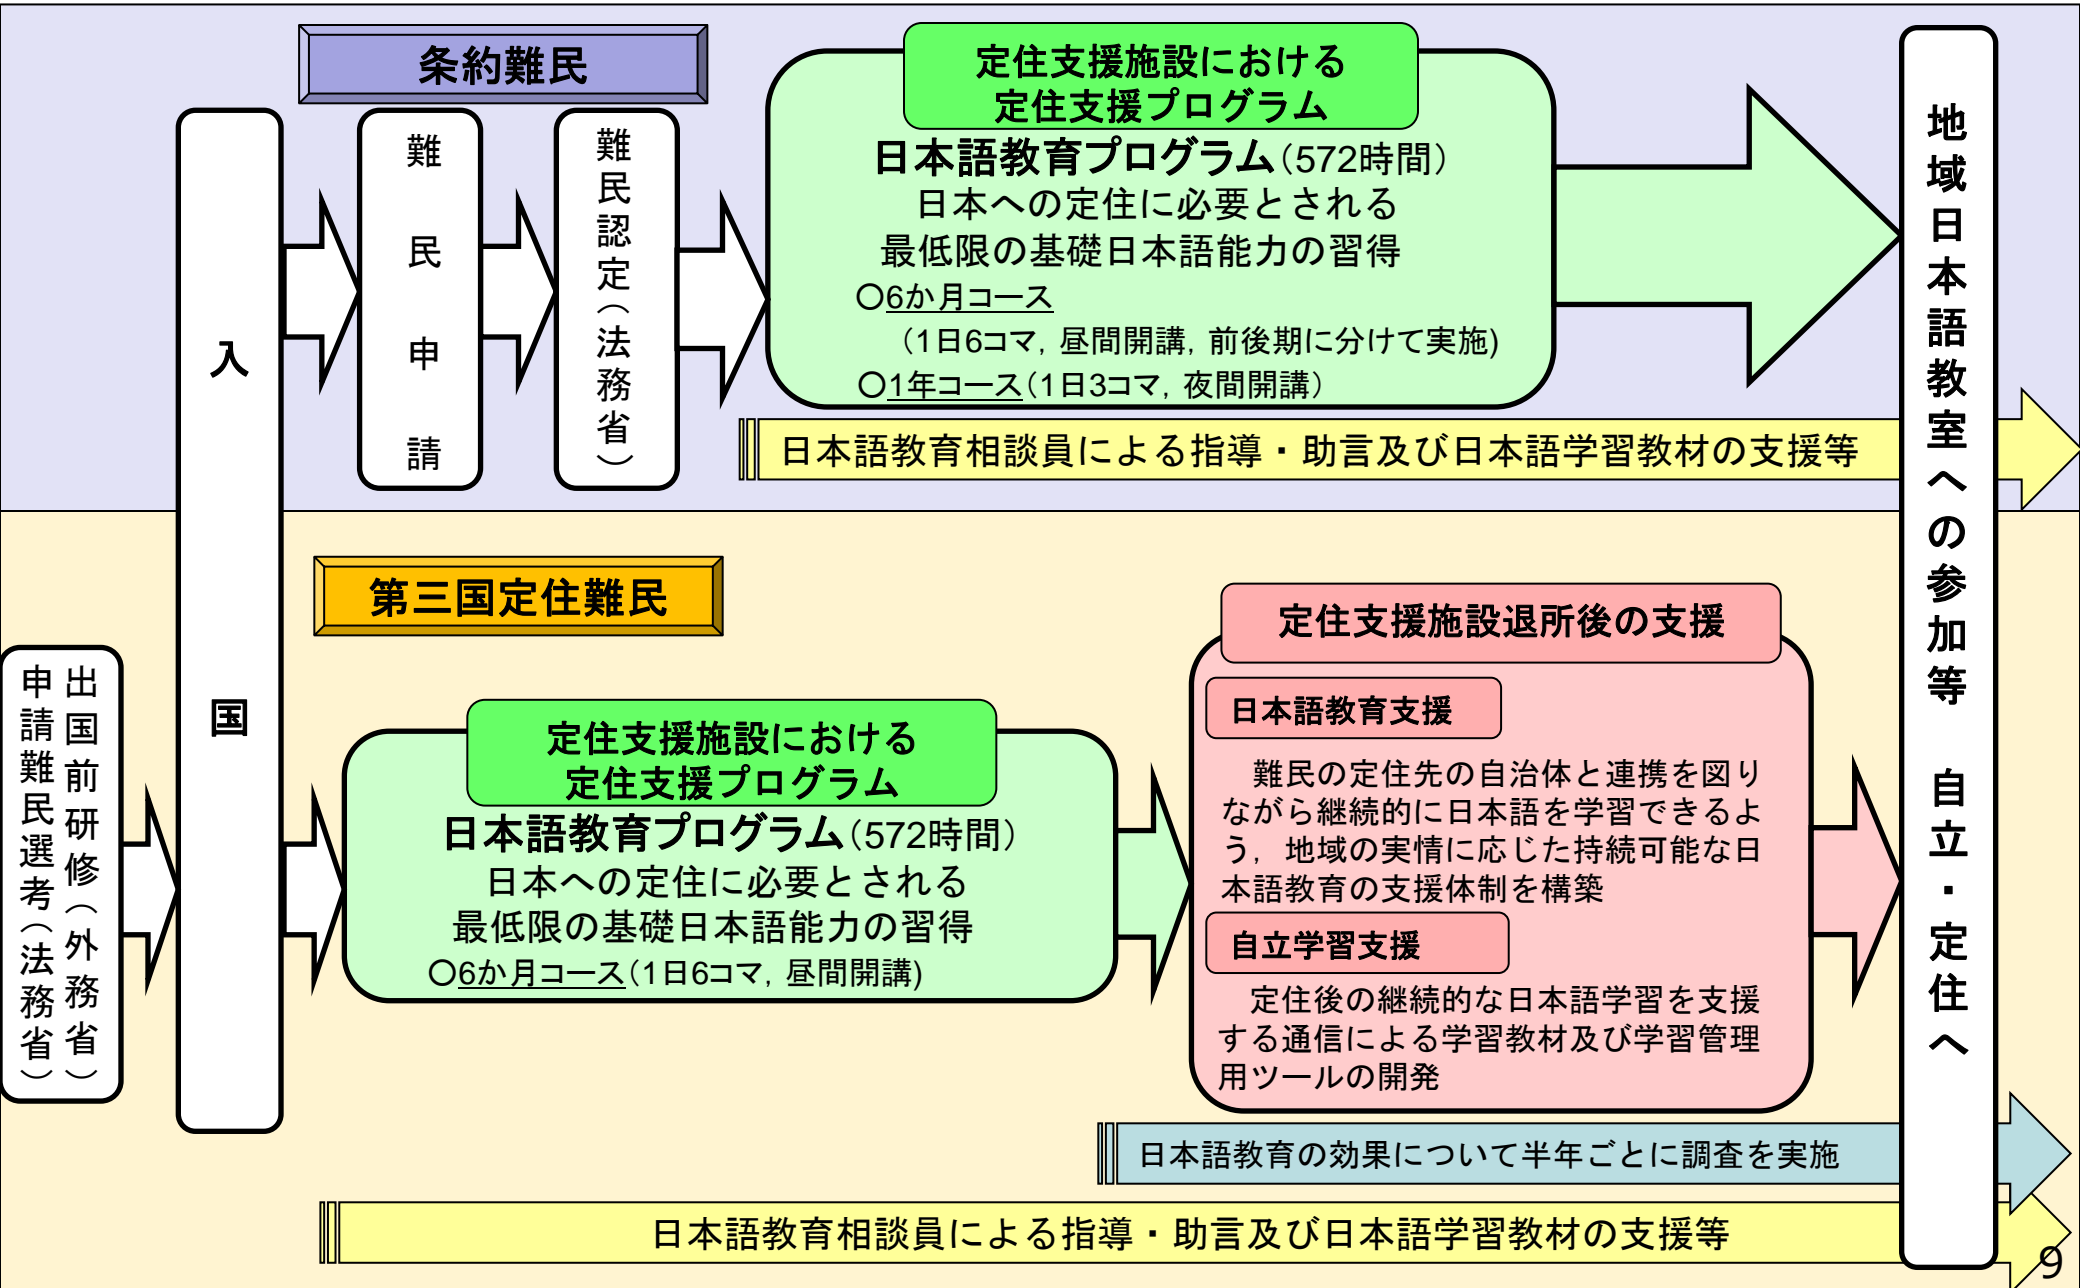 条約難民
入国
難民申請
難民認定（法務省）
定住支援施設における
定住支援プログラム
日本語教育プログラム（572時間）
日本への定住に必要とされる
最低限の基礎日本語能力の習得
○6か月コース
（1日6コマ，昼間開講，前後期に分けて実施)
○1年コース（1日3コマ，夜間開講）
日本語教育相談員による指導・助言及び日本語学習教材の支援等
地域日本語教室への参加等　自立・定住へ
第三国定住難民
出国前研修（外務省）
申請難民選考（法務省）
定住支援施設における
定住支援プログラム
日本語教育プログラム（572時間）
日本への定住に必要とされる
最低限の基礎日本語能力の習得
○6か月コース（1日6コマ，昼間開講)
定住支援施設退所後の支援
日本語教育支援
難民の定住先の自治体と連携を図り
ながら継続的に日本語を学習できるよ
う，地域の実情に応じた持続可能な日
本語教育の支援体制を構築
自立学習支援
定住後の継続的な日本語学習を支援
する通信による学習教材及び学習管理
用ツールの開発
日本語教育の効果について半年ごとに調査を実施
日本語教育相談員による指導・助言及び日本語学習教材の支援等
9